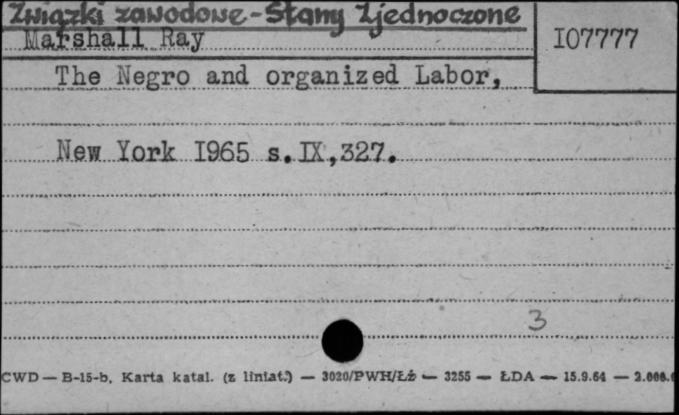 Związki zawodowe - Stany Zjednoczone
Marshall Ray
I07777
The Negro and organized Labor,
New York I965 s.IX,327.
3
CWD — B-15-b. Karta katal. (z liniat.) — 3020/PWH/Łż — 3255 — ŁDA — 15.9.64 — 2.000.0